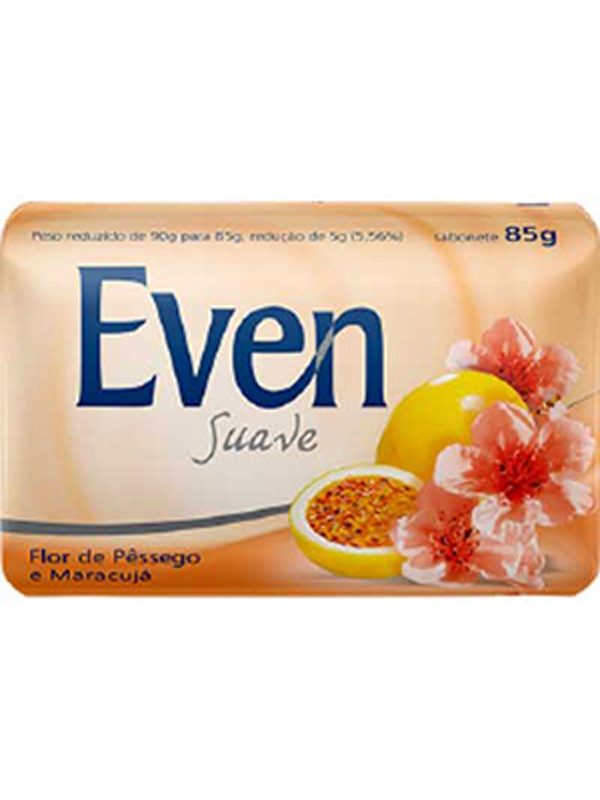 Peso reduzido de 90g para 85g, redução de 5g (5,56%) sabonete 85g
Even
Suave
Flor de Pêssego
e Maracujá